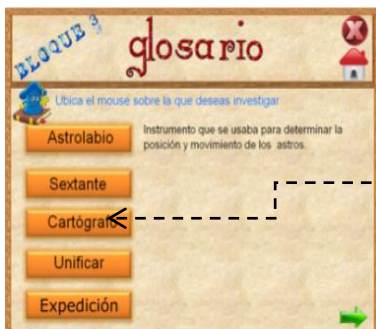 BLOQUE 3
glosario
Ubica el mouse sobre la que deseas investigar
Astrolabio
Instrumento que se usaba para determinar la
posición y movimiento de los astros.
Sextante
Cartógrafo
Unificar
Expedición